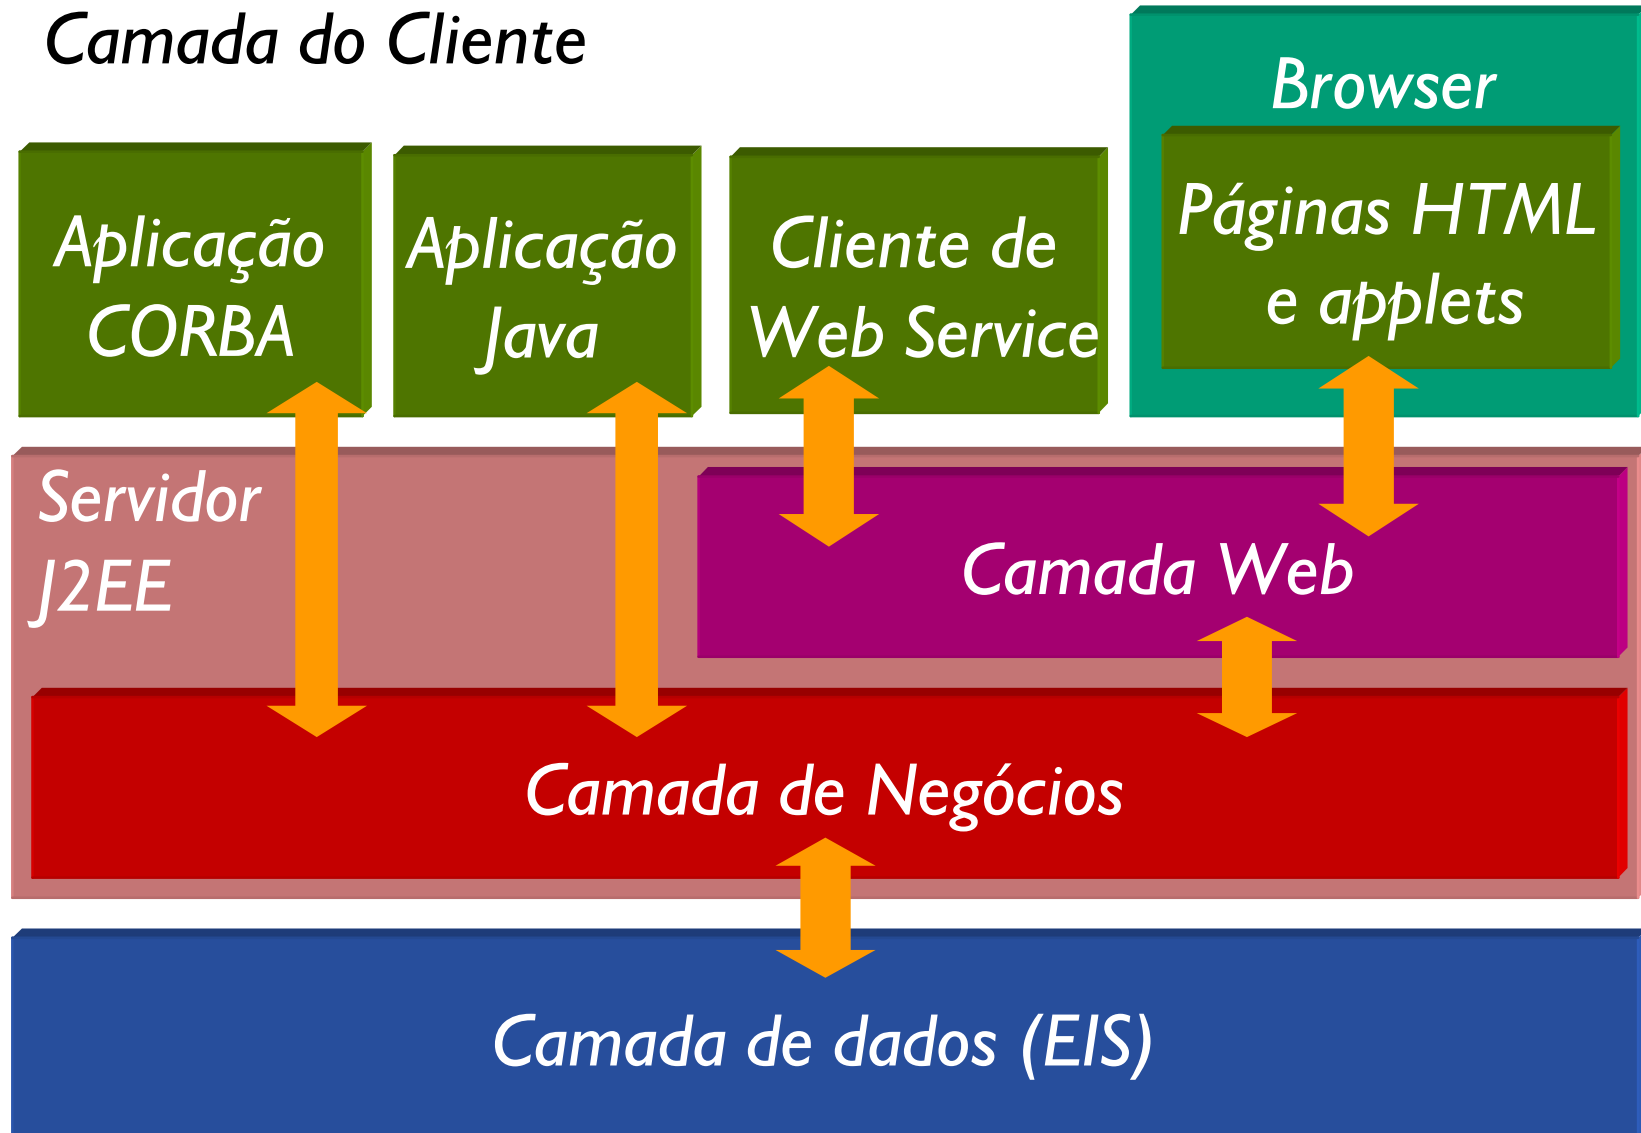 Camada do Cliente
Browser
Aplicação
CORBA
Aplicação
Java
Cliente de
Web Service
Páginas HTML
e applets
Servidor
J2EE
Camada Web
Camada de Negócios
Camada de dados (EIS)